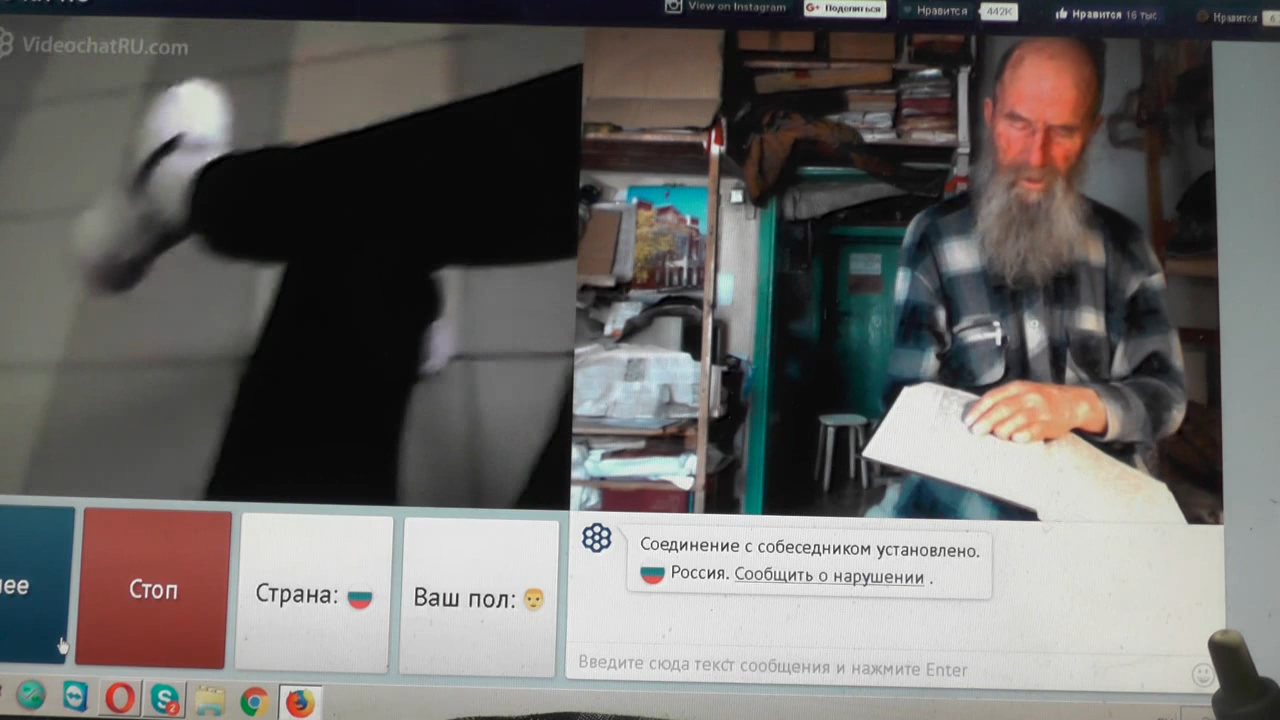 View on Instagram
Поделиться
Нравится
442K
Нравится 16 тыс.
Нравится
VideochatRU.com
Соединение с собеседником установлено.
Россия. Сообщить о нарушении .
Стоп
Страна:
Ваш пол:
Введите сюда текст сообщения и нажмите Enter